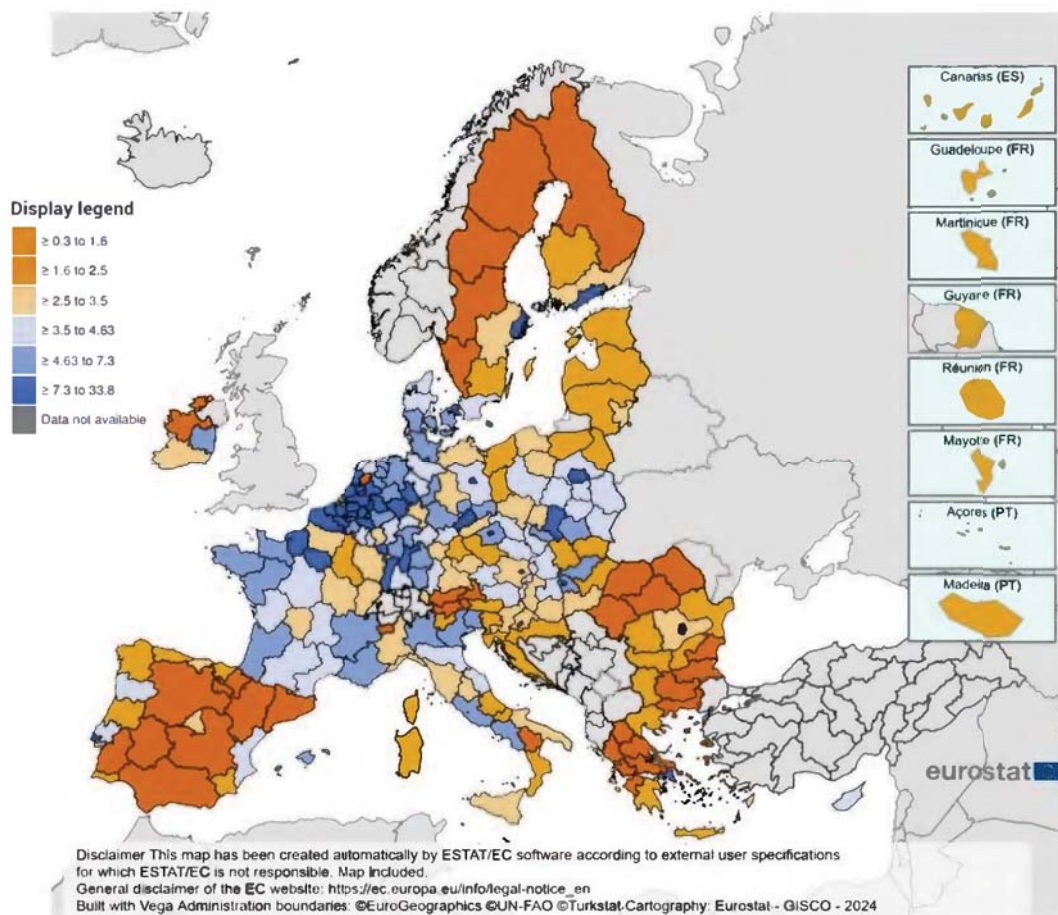 Display legend
≥ 0.3 to 1.6
≥ 1.6 to 2.5
≥ 2.5 to 3.5
≥ 3.5 to 4.63
≥ 4.63 to 7.3
≥ 7.3 to 33.8
Data not available
Canarias (ES)
Guadeloupe (FR)
Martinique (FR)
Guyare (FR)
Réunion (FR)
Mayotte (FR)
Açores (PT)
Madeira (PT)
eurostat
Disclaimer This map has been created automatically by ESTAT/EC software according to external user specifications
for which ESTAT/EC is not responsible. Map Included.
General disclaimer of the EC website: https://ec.europa.eu/info/legal-notice_en
Built with Vega Administration boundaries: ©EuroGeographics ©UN-FAO ©Turkstat-Cartography: Eurostat - GISCO - 2024